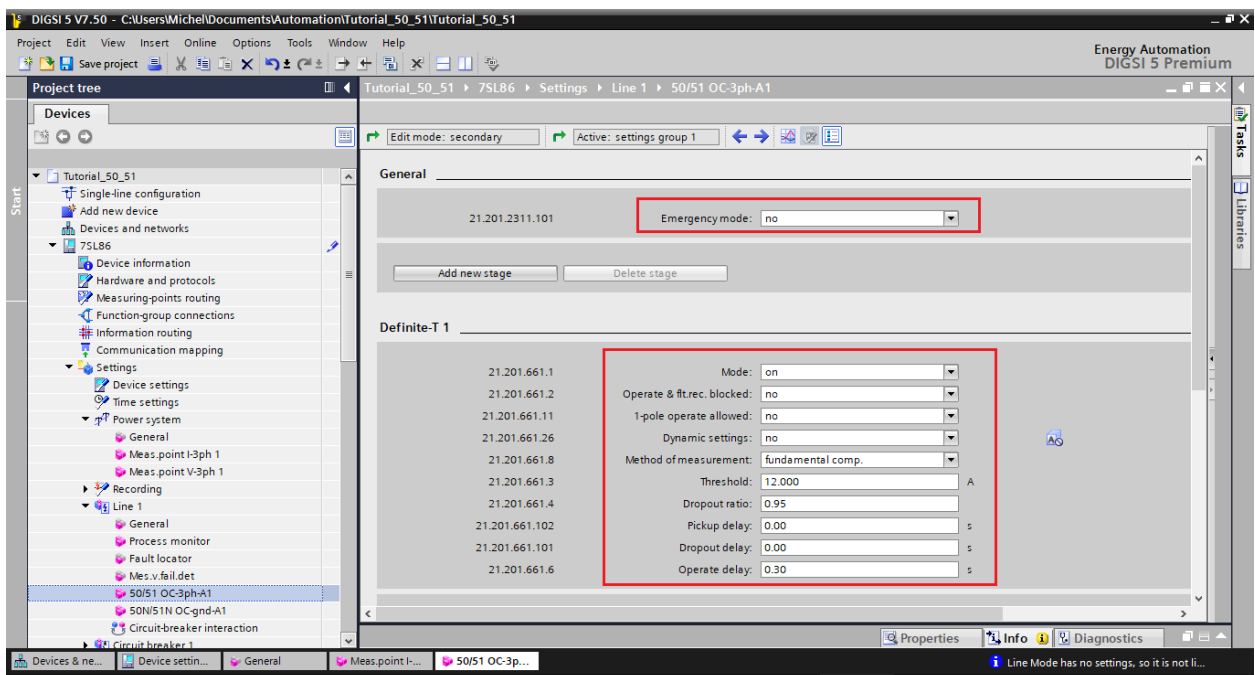 DIGSI 5 V7.50 - C:\Users\Michel\Documents\Automation\Tutorial_50_51\Tutorial_50_51
Project Edit View Insert Online Options Tools Window Help
Save project
Energy Automation
DIGSI 5 Premium
Project tree
Tutorial_50_51 ▸ 7SL86 ▸ Settings ▸ Line 1 ▸ 50/51 OC-3ph-A1
Devices
Start
Tutorial_50_51
Single-line configuration
Add new device
Devices and networks
7SL86
Device information
Hardware and protocols
Measuring-points routing
Function-group connections
Information routing
Communication mapping
Settings
Device settings
Time settings
Power system
General
Meas.point I-3ph 1
Meas.point V-3ph 1
Recording
Line 1
General
Process monitor
Fault locator
Mes.v.fail.det
50/51 OC-3ph-A1
50N/51N OC-gnd-A1
Circuit-breaker interaction
Circuit breaker 1
Edit mode: secondary Active: settings group 1
General
21.201.2311.101 Emergency mode: no
Add new stage Delete stage
Definite-T 1
21.201.661.1 Mode: on
21.201.661.2 Operate & flt.rec. blocked: no
21.201.661.11 1-pole operate allowed: no
21.201.661.26 Dynamic settings: no
21.201.661.8 Method of measurement: fundamental comp.
21.201.661.3 Threshold: 12.000 A
21.201.661.4 Dropout ratio: 0.95
21.201.661.102 Pickup delay: 0.00 s
21.201.661.101 Dropout delay: 0.00 s
21.201.661.6 Operate delay: 0.30 s
Tasks
Libraries
Properties Info Diagnostics
Devices & ne... Device settin... General Meas.point I-... 50/51 OC-3p... Line Mode has no settings, so it is not li...